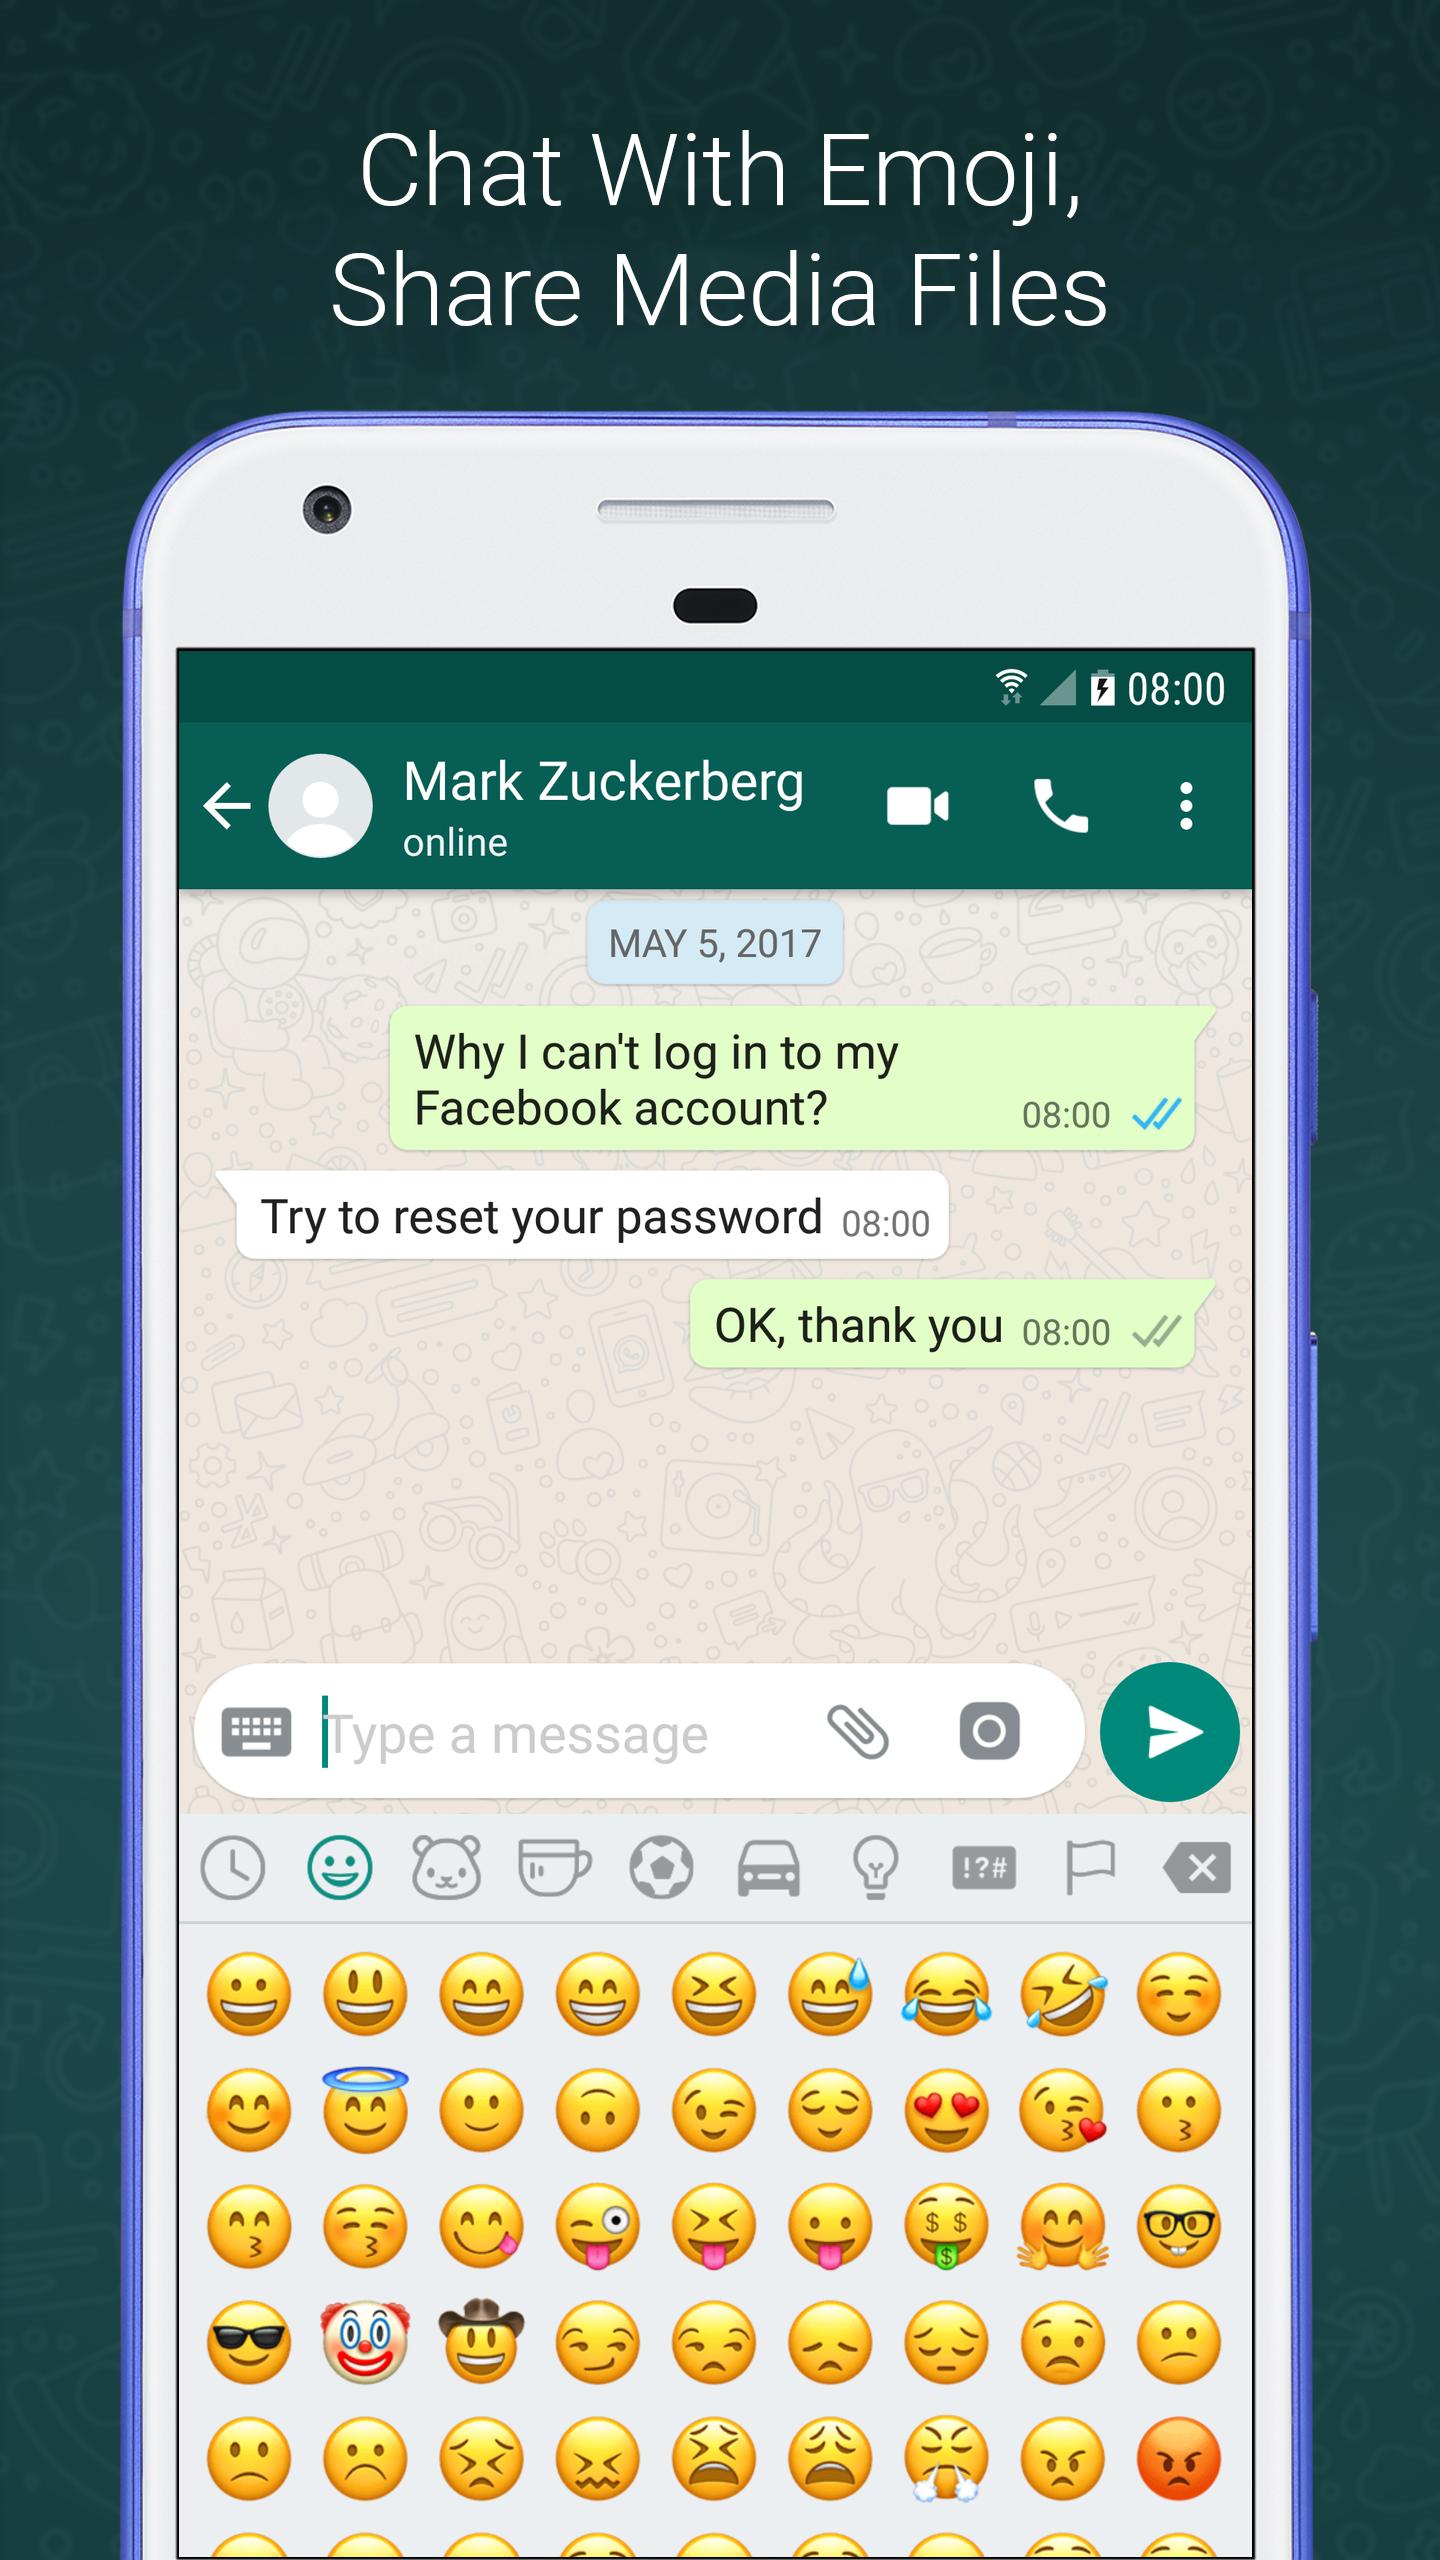 Chat With Emoji,
Share Media Files
08:00
Mark Zuckerberg
online
MAY 5, 2017
Why I can't log in to my
Facebook account?
08:00
Try to reset your password 08:00
OK, thank you 08:00
Type a message
!?#